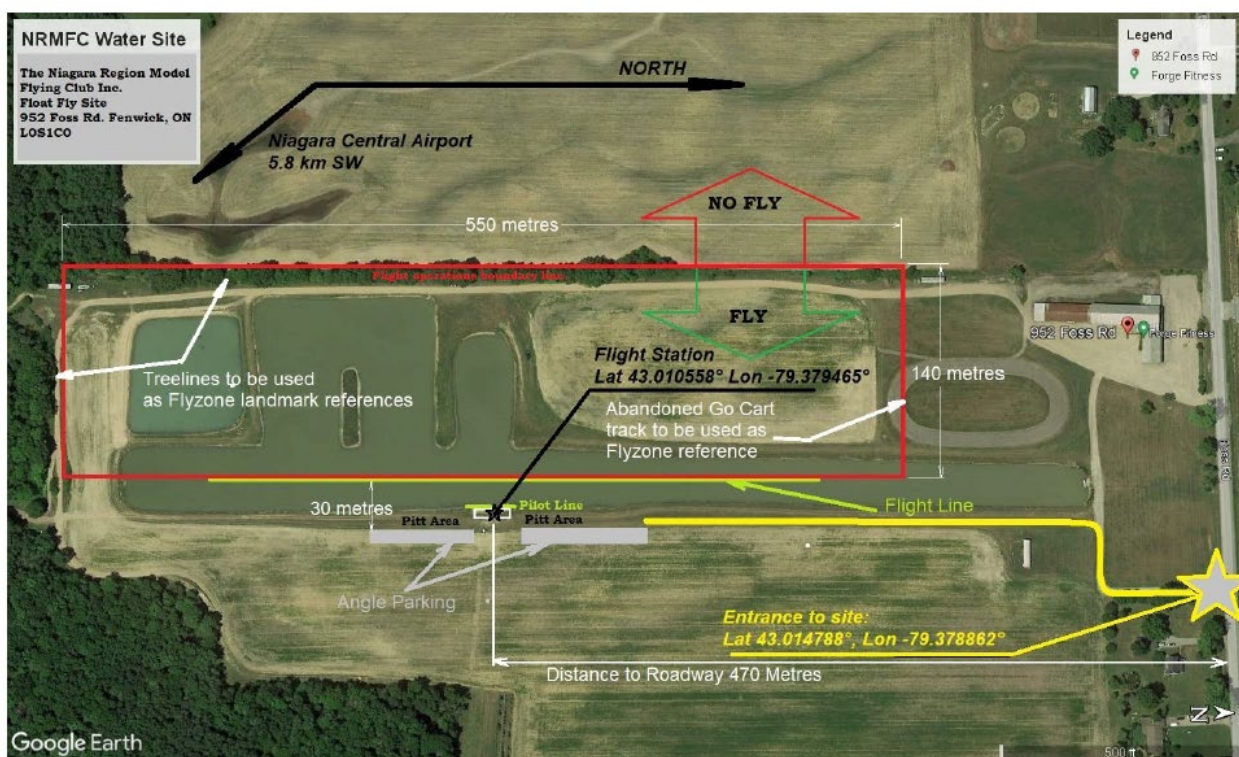 NRMFC Water Site
The Niagara Region Model
Flying Club Inc.
Float Fly Site
952 Foss Rd. Fenwick, ON
L0S1C0
Legend
952 Foss Rd
Forge Fitness
NORTH
Niagara Central Airport
5.8 km SW
NO FLY
550 metres
Flight operations boundary line
FLY
952 Foss Rd
Forge Fitness
Flight Station
Lat 43.010558° Lon -79.379465°
Treelines to be used
as Flyzone landmark references
140 metres
Abandoned Go Cart
track to be used as
Flyzone reference
Foss Rd
30 metres
Pilot Line
Flight Line
Pitt Area
Pitt Area
Angle Parking
Entrance to site:
Lat 43.014788°, Lon -79.378862°
Distance to Roadway 470 Metres
N
Google Earth
500 ft